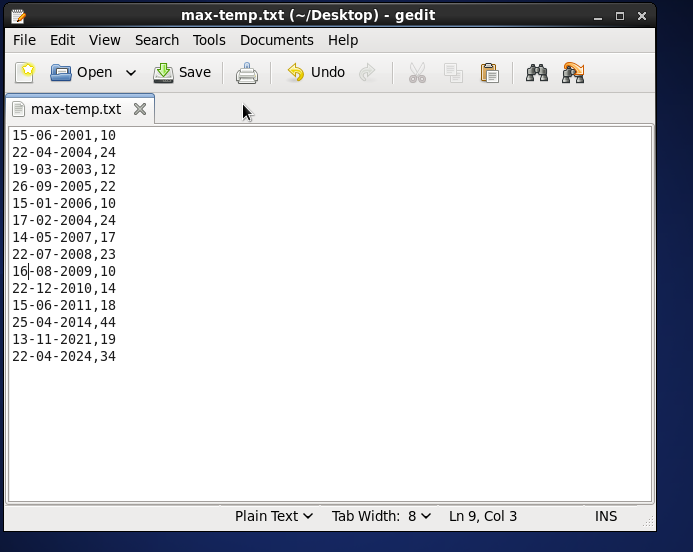 max-temp.txt (~/Desktop) - gedit
File Edit View Search Tools Documents Help
Open Save Undo
max-temp.txt
15-06-2001,10
22-04-2004,24
19-03-2003,12
26-09-2005,22
15-01-2006,10
17-02-2004,24
14-05-2007,17
22-07-2008,23
16-08-2009,10
22-12-2010,14
15-06-2011,18
25-04-2014,44
13-11-2021,19
22-04-2024,34
Plain Text Tab Width: 8 Ln 9, Col 3 INS